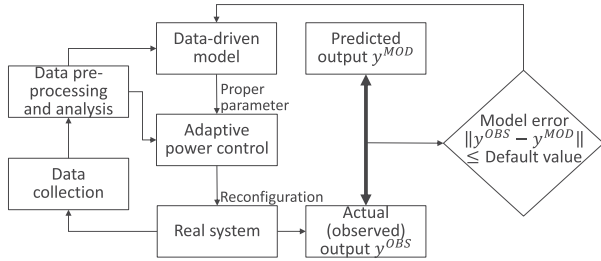 Data-driven
model
Predicted
output y^MOD
Data pre-
processing
and analysis
Proper
parameter
Adaptive
power control
Model error
‖y^OBS − y^MOD‖
≤ Default value
Data
collection
Reconfiguration
Real system
Actual
(observed)
output y^OBS